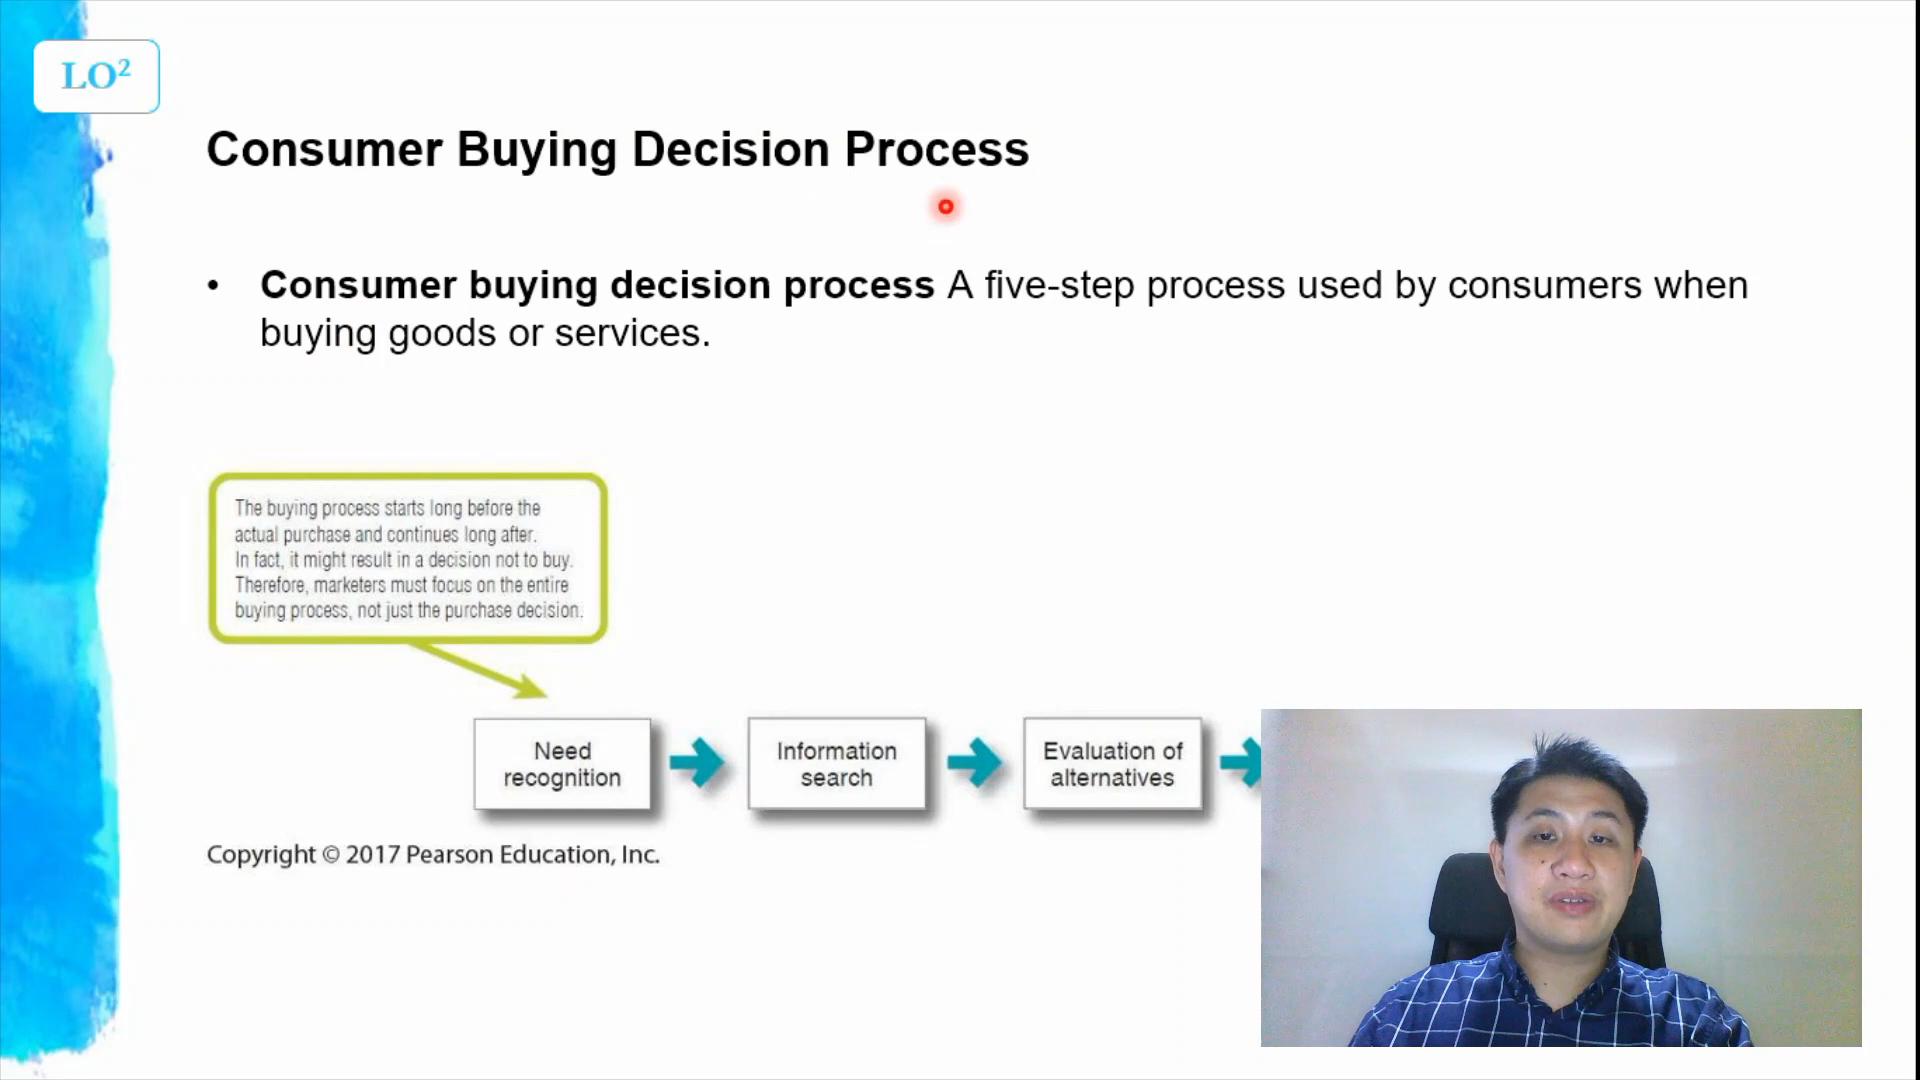 LO²
Consumer Buying Decision Process
• Consumer buying decision process A five-step process used by consumers when
buying goods or services.
The buying process starts long before the
actual purchase and continues long after.
In fact, it might result in a decision not to buy.
Therefore, marketers must focus on the entire
buying process, not just the purchase decision.
Need
recognition
Information
search
Evaluation of
alternatives
Copyright © 2017 Pearson Education, Inc.